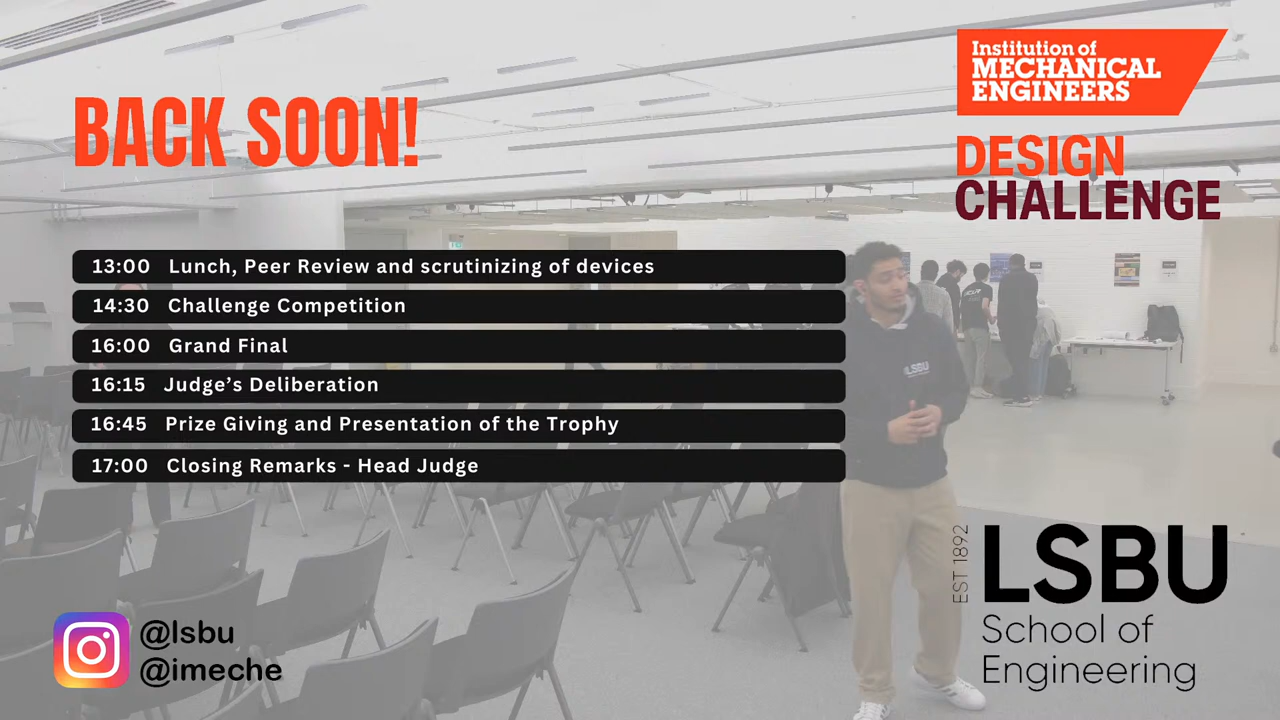 Institution of
MECHANICAL
ENGINEERS
DESIGN
CHALLENGE
BACK SOON!
13:00 Lunch, Peer Review and scrutinizing of devices
14:30 Challenge Competition
16:00 Grand Final
16:15 Judge’s Deliberation
16:45 Prize Giving and Presentation of the Trophy
17:00 Closing Remarks - Head Judge
LSBU
EST 1892
LSBU
School of
Engineering
@lsbu
@imeche